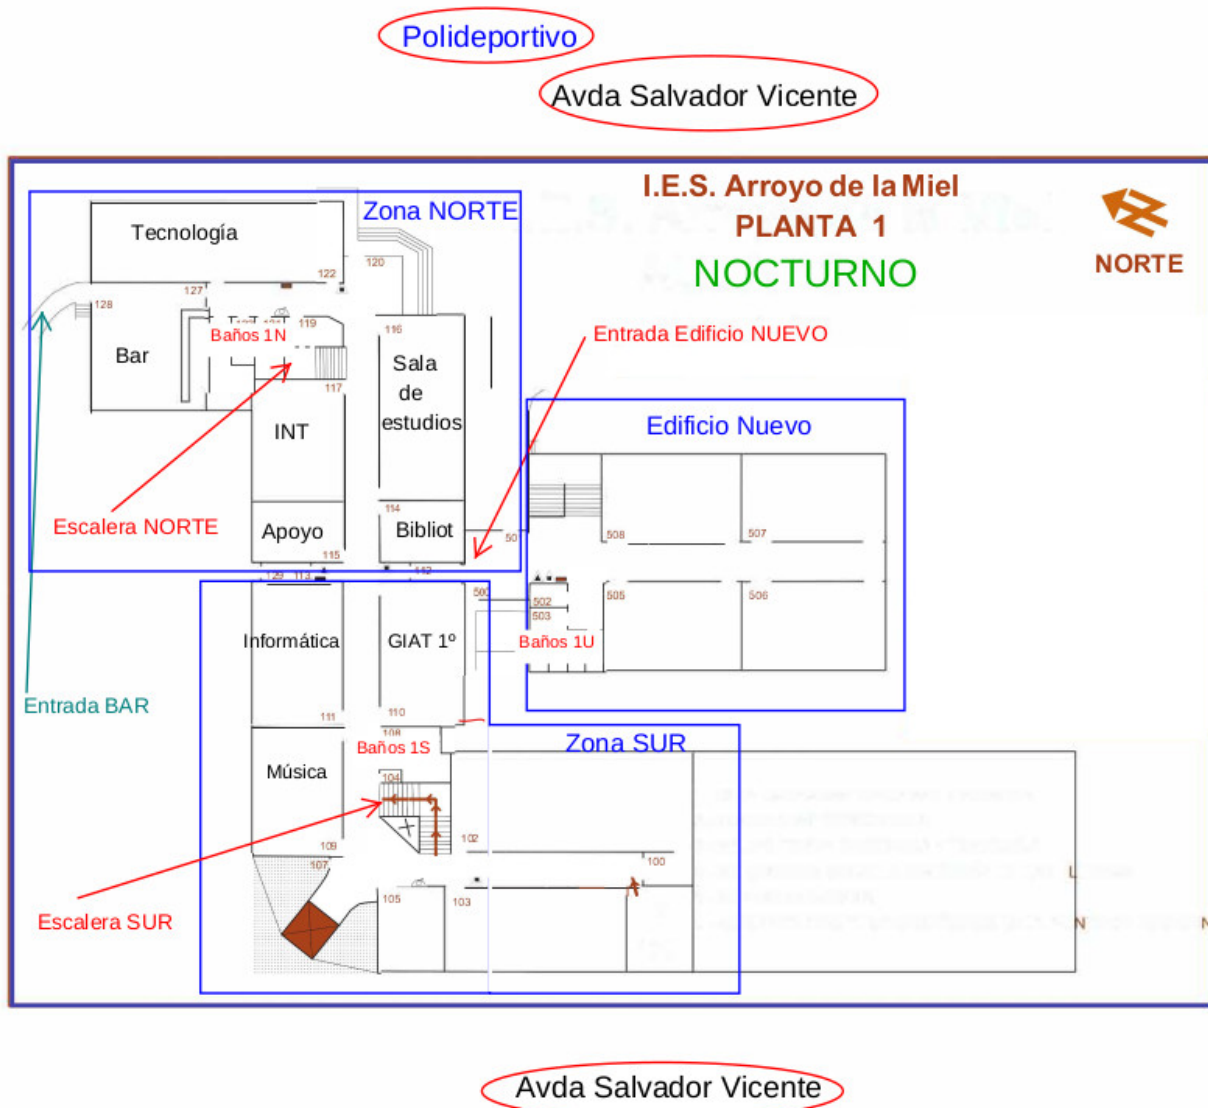 Polideportivo
Avda Salvador Vicente
I.E.S. Arroyo de la Miel
PLANTA 1
NOCTURNO
NORTE
Zona NORTE
Tecnología
120
122
127
128
119
Baños 1N
116
Bar
Sala
de
estudios
117
INT
Entrada Edificio NUEVO
Edificio Nuevo
Escalera NORTE
Apoyo
114
Bibliot
115
508
507
129
113
112
500
502
503
505
506
Informática
GIAT 1º
Baños 1U
Entrada BAR
111
110
108
Baños 1S
Zona SUR
Música
104
109
107
102
100
105
103
Escalera SUR
L
N
N
Avda Salvador Vicente